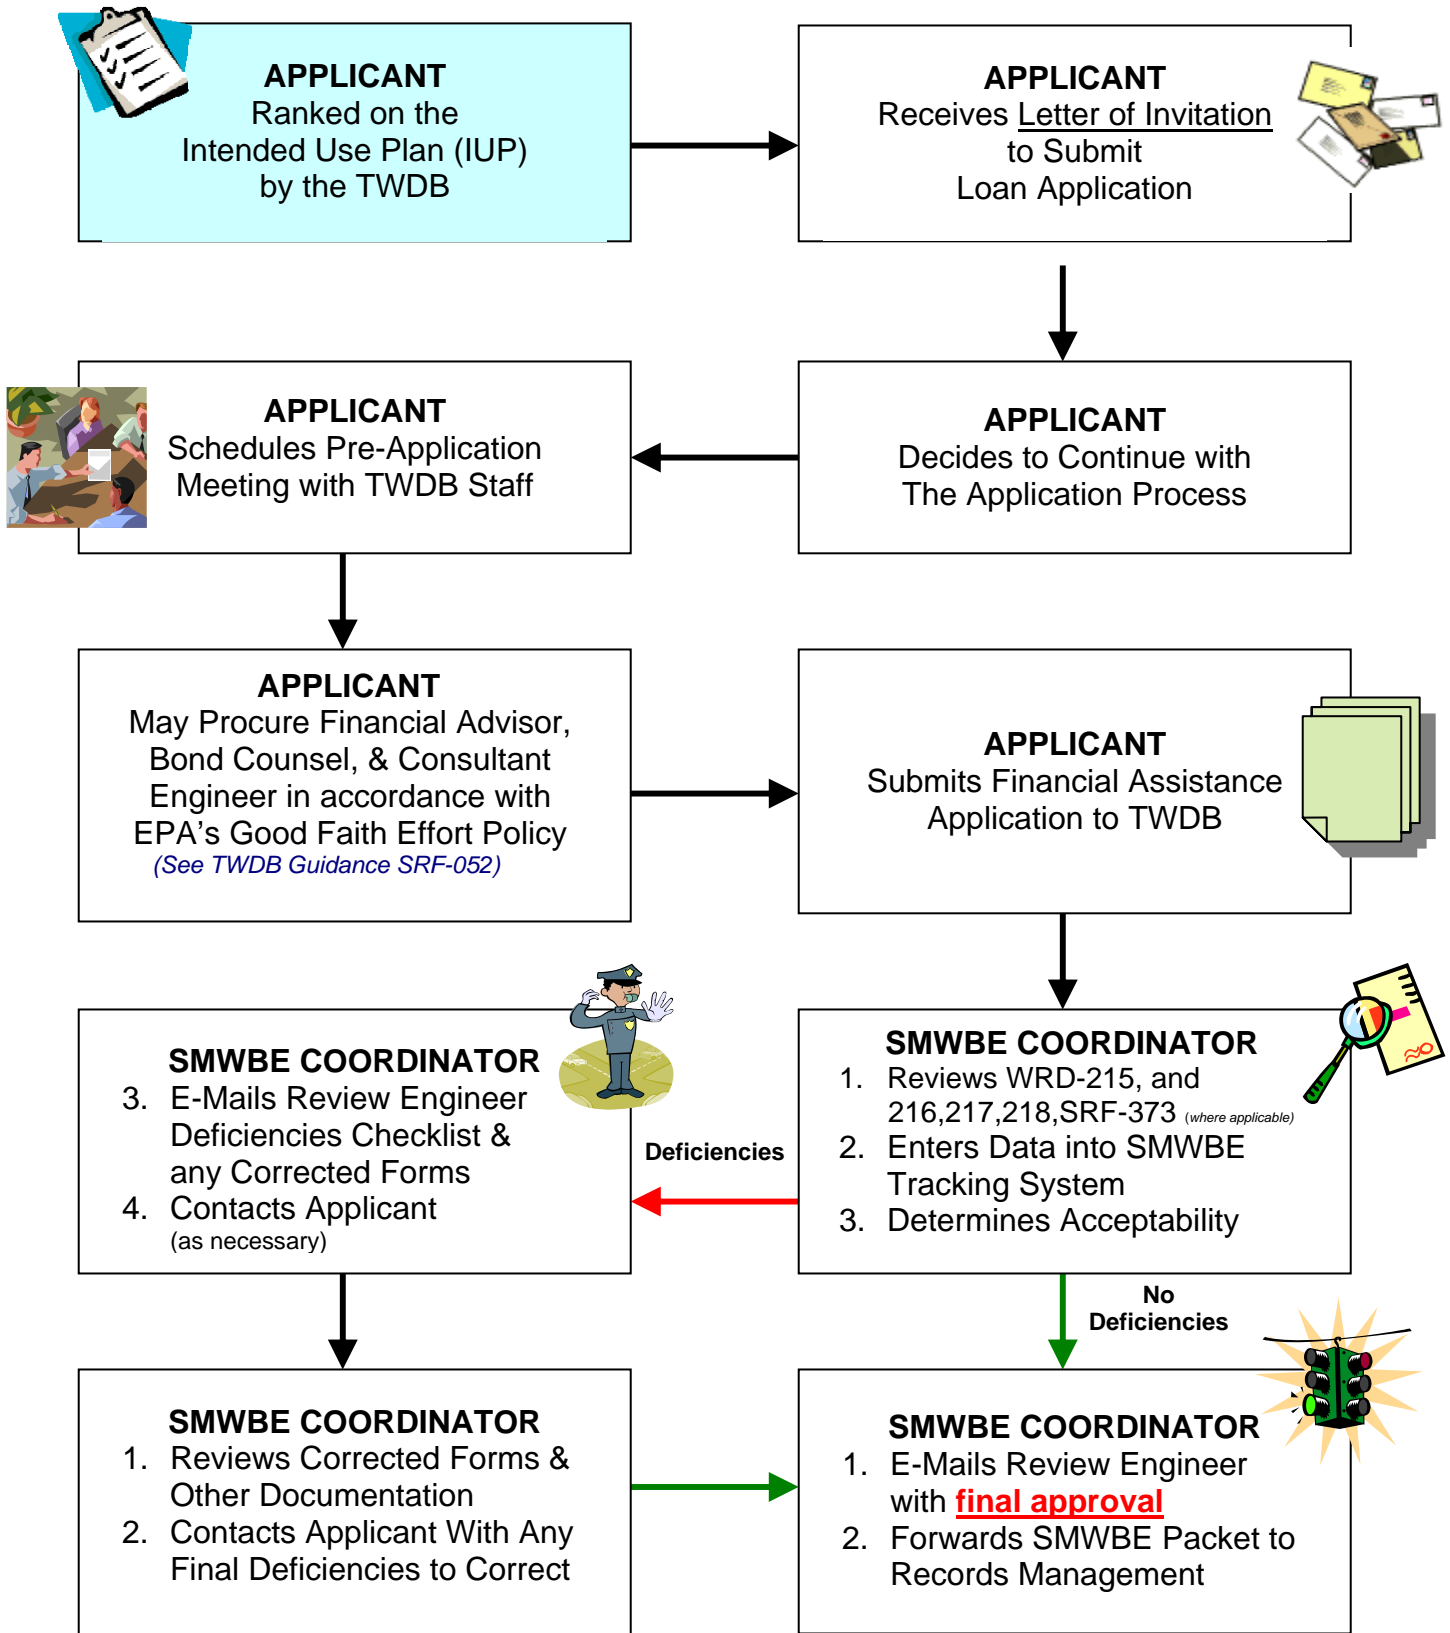 APPLICANT
Ranked on the
Intended Use Plan (IUP)
by the TWDB
APPLICANT
Receives Letter of Invitation
to Submit
Loan Application
APPLICANT
Schedules Pre-Application
Meeting with TWDB Staff
APPLICANT
Decides to Continue with
The Application Process
APPLICANT
May Procure Financial Advisor,
Bond Counsel, & Consultant
Engineer in accordance with
EPA's Good Faith Effort Policy
(See TWDB Guidance SRF-052)
APPLICANT
Submits Financial Assistance
Application to TWDB
SMWBE COORDINATOR
3. E-Mails Review Engineer
Deficiencies Checklist &
any Corrected Forms
4. Contacts Applicant
(as necessary)
Deficiencies
SMWBE COORDINATOR
1. Reviews WRD-215, and
216,217,218,SRF-373 (where applicable)
2. Enters Data into SMWBE
Tracking System
3. Determines Acceptability
No
Deficiencies
SMWBE COORDINATOR
1. Reviews Corrected Forms &
Other Documentation
2. Contacts Applicant With Any
Final Deficiencies to Correct
SMWBE COORDINATOR
1. E-Mails Review Engineer
with final approval
2. Forwards SMWBE Packet to
Records Management